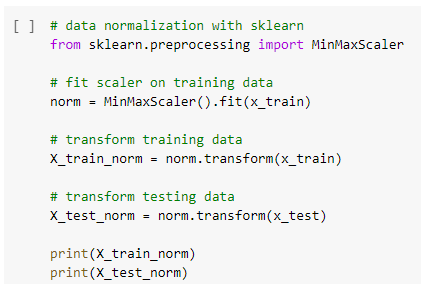 [ ] # data normalization with sklearn
from sklearn.preprocessing import MinMaxScaler
# fit scaler on training data
norm = MinMaxScaler().fit(x_train)
# transform training data
X_train_norm = norm.transform(x_train)
# transform testing data
X_test_norm = norm.transform(x_test)
print(X_train_norm)
print(X_test_norm)